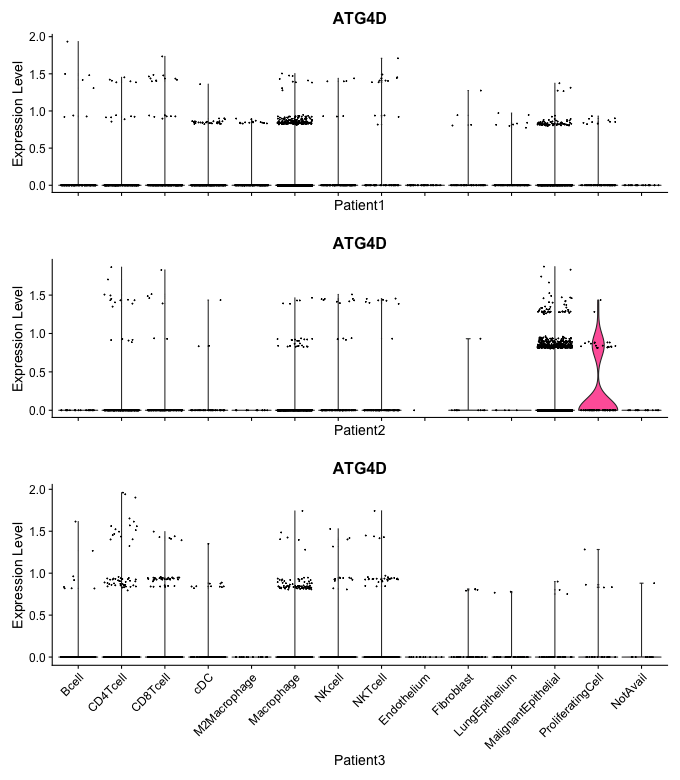 ATG4D
Expression Level
2.0
1.5
1.0
0.5
0.0
Patient1
ATG4D
Expression Level
1.5
1.0
0.5
0.0
Patient2
ATG4D
Expression Level
2.0
1.5
1.0
0.5
0.0
Bcell
CD4Tcell
CD8Tcell
cDC
M2Macrophage
Macrophage
NKcell
NKTcell
Endothelium
Fibroblast
LungEpithelium
MalignantEpithelial
ProliferatingCell
NotAvail
Patient3